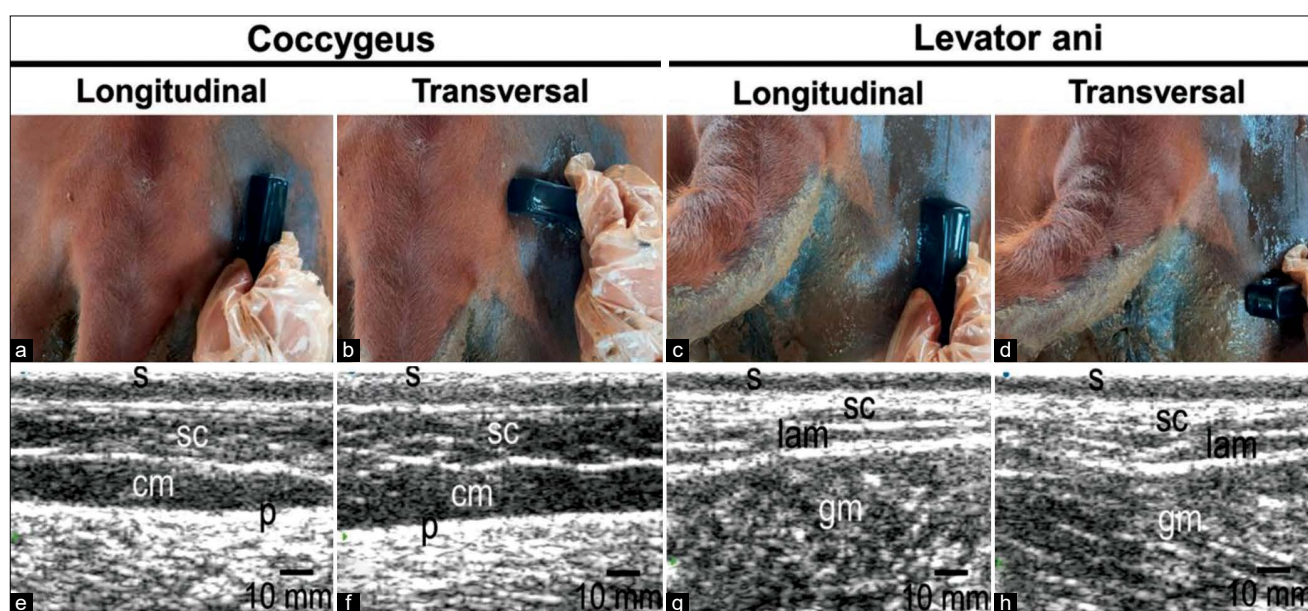 Coccygeus Levator ani
Longitudinal Transversal Longitudinal Transversal
a b c d
s s s s
sc sc sc sc
lam lam
cm cm gm gm
p p
10 mm 10 mm 10 mm 10 mm
e f g h